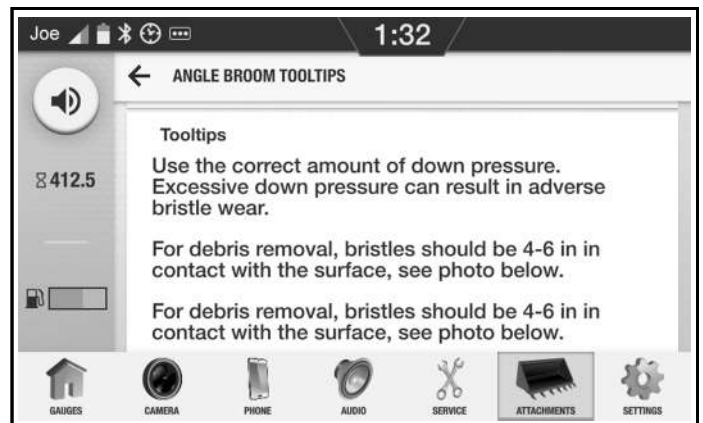 Joe 1:32
ANGLE BROOM TOOLTIPS
Tooltips
Use the correct amount of down pressure.
Excessive down pressure can result in adverse
bristle wear.
412.5
For debris removal, bristles should be 4-6 in in
contact with the surface, see photo below.
For debris removal, bristles should be 4-6 in in
contact with the surface, see photo below.
GAUGES CAMERA PHONE AUDIO SERVICE ATTACHMENTS SETTINGS